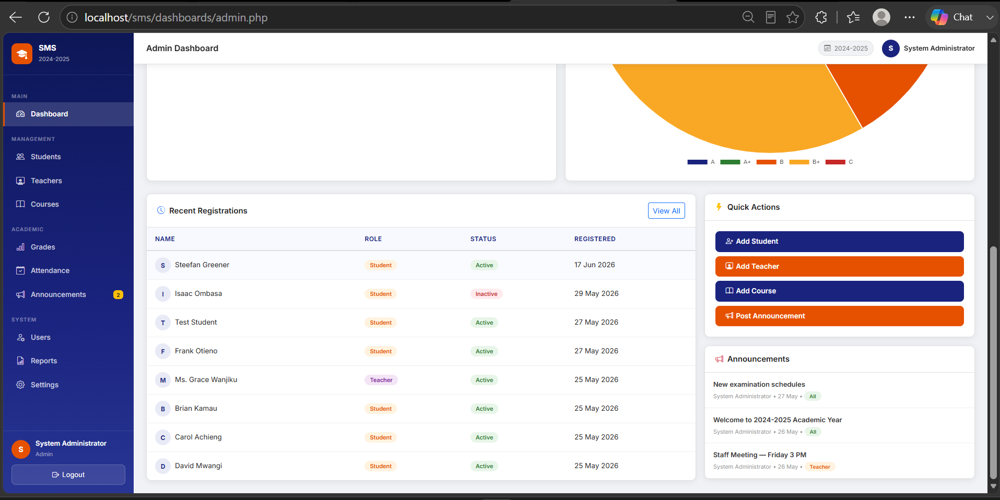 localhost/sms/dashboards/admin.php
Chat
SMS
2024-2025
Admin Dashboard
2024-2025
S
System Administrator
MAIN
Dashboard
MANAGEMENT
Students
Teachers
Courses
ACADEMIC
Grades
Attendance
Announcements
2
SYSTEM
Users
Reports
Settings
S
System Administrator
Admin
Logout
A
A+
B
B+
C
Recent Registrations
View All
NAME ROLE STATUS REGISTERED
S Steefan Greener Student Active 17 Jun 2026
I Isaac Ombasa Student Inactive 29 May 2026
T Test Student Student Active 27 May 2026
F Frank Otieno Student Active 27 May 2026
M Ms. Grace Wanjiku Teacher Active 25 May 2026
B Brian Kamau Student Active 25 May 2026
C Carol Achieng Student Active 25 May 2026
D David Mwangi Student Active 25 May 2026
Quick Actions
Add Student
Add Teacher
Add Course
Post Announcement
Announcements
New examination schedules
System Administrator • 27 May • All
Welcome to 2024-2025 Academic Year
System Administrator • 26 May • All
Staff Meeting — Friday 3 PM
System Administrator • 26 May • Teacher